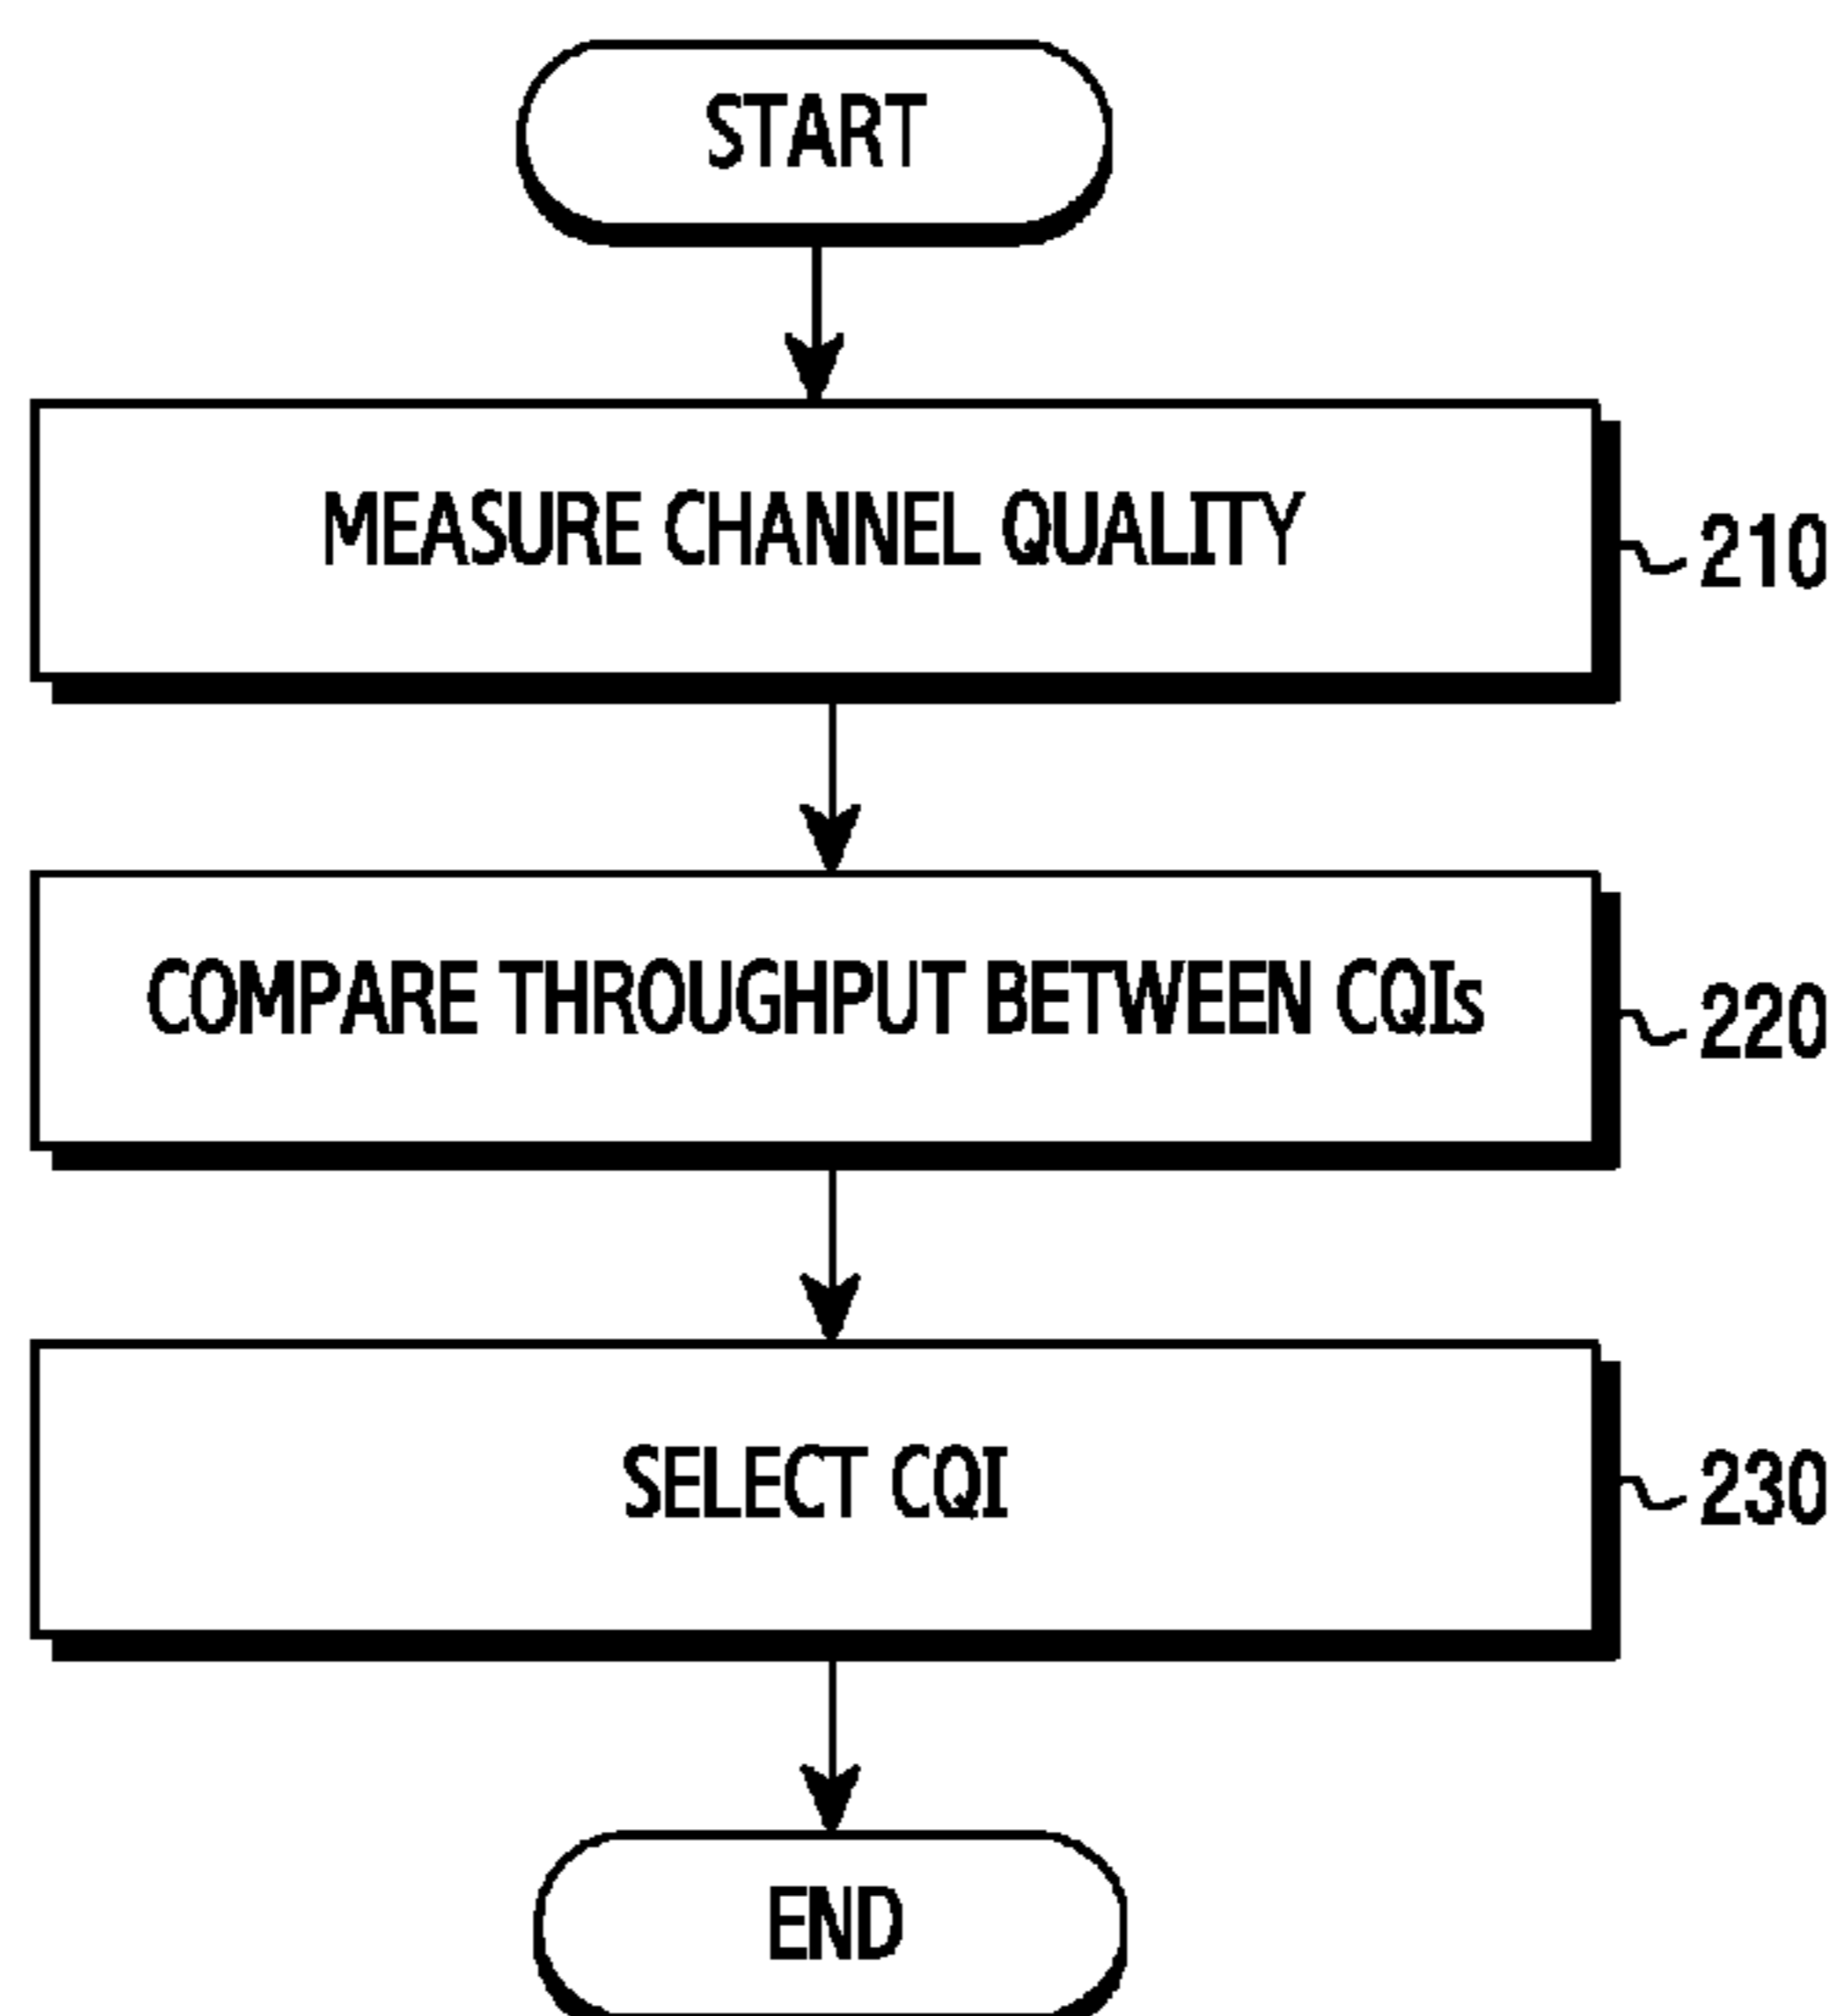 START
MEASURE CHANNEL QUALITY
210
COMPARE THROUGHPUT BETWEEN CQIs
220
SELECT CQI
230
END